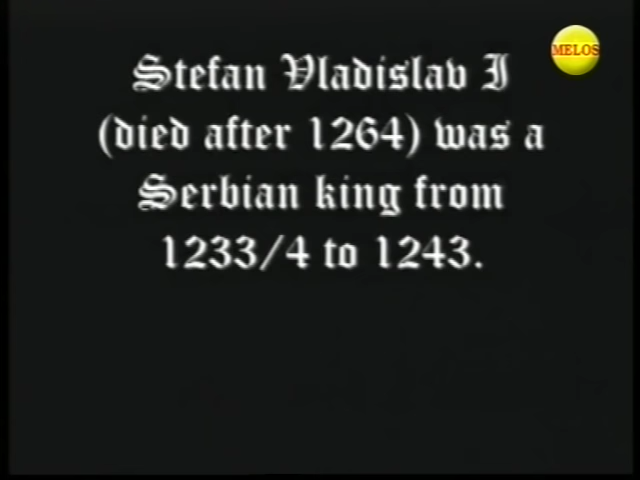 MELOS
Stefan Vladislav I
(died after 1264) was a
Serbian king from
1233/4 to 1243.